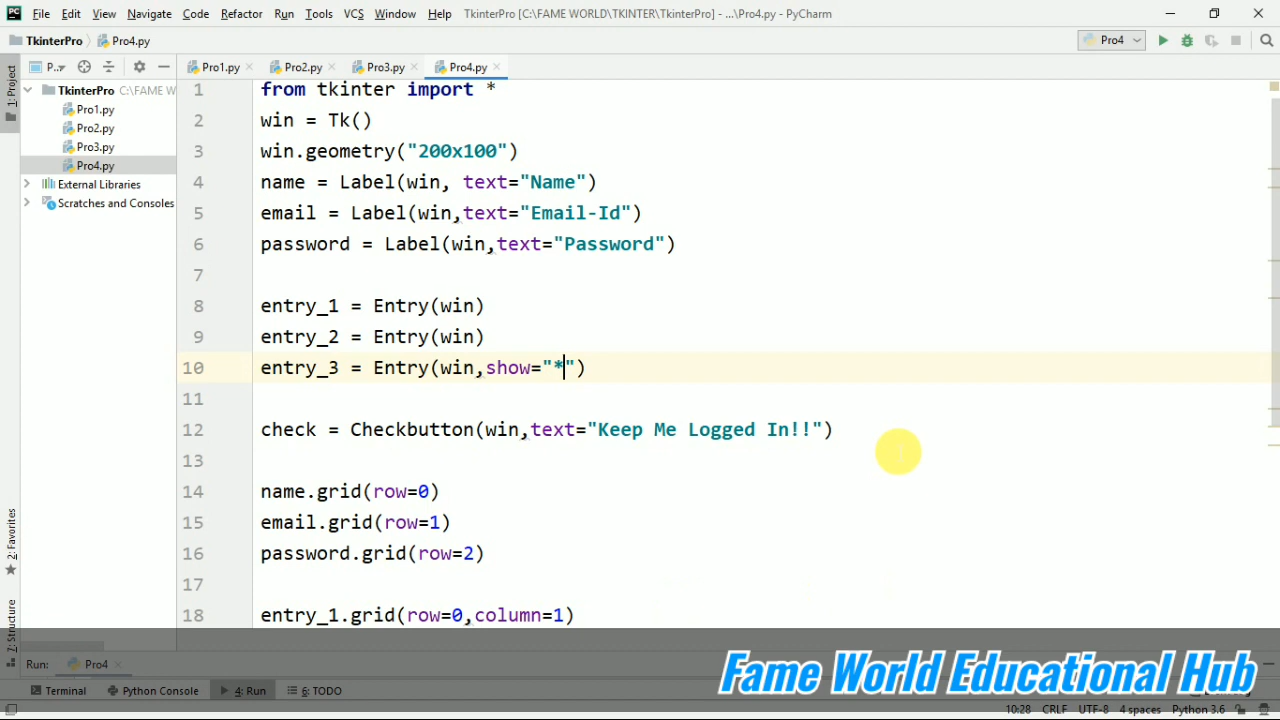 File Edit View Navigate Code Refactor Run Tools VCS Window Help TkinterPro [C:\FAME WORLD\TKINTER\TkinterPro] - ...\Pro4.py - PyCharm
TkinterPro Pro4.py Pro4
1: Project P... Pro1.py Pro2.py Pro3.py Pro4.py
TkinterPro C:\FAME W
Pro1.py
Pro2.py
Pro3.py
Pro4.py
External Libraries
Scratches and Consoles
1 from tkinter import *
2 win = Tk()
3 win.geometry("200x100")
4 name = Label(win, text="Name")
5 email = Label(win,text="Email-Id")
6 password = Label(win,text="Password")
7
8 entry_1 = Entry(win)
9 entry_2 = Entry(win)
10 entry_3 = Entry(win,show="*")
11
12 check = Checkbutton(win,text="Keep Me Logged In!!")
13
14 name.grid(row=0)
15 email.grid(row=1)
16 password.grid(row=2)
17
18 entry_1.grid(row=0,column=1)
2: Favorites
Z: Structure
Run: Pro4
Fame World Educational Hub
Terminal Python Console 4: Run 6: TODO
10:28 CRLF UTF-8 4 spaces Python 3.6